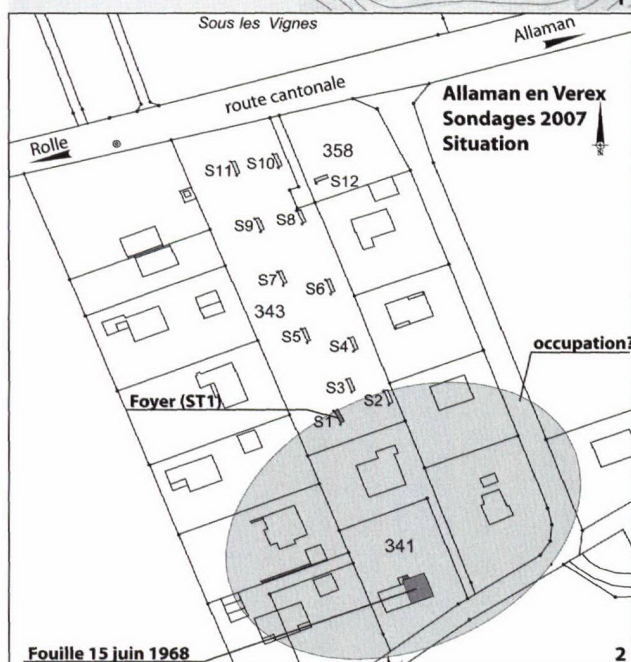 1
Sous les Vignes
Allaman
route cantonale
Rolle
Allaman en Verex
Sondages 2007
Situation
358
S11
S10
S12
S9
S8
S7
S6
343
S5
S4
occupation?
S3
S2
Foyer (ST1)
S1
341
Fouille 15 juin 1968
2